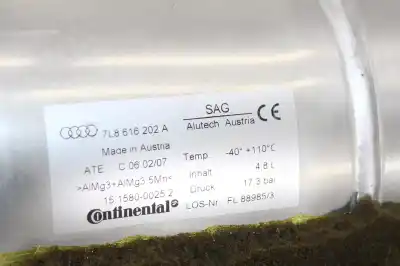 7L8 616 202 A
Made in Austria
ATE C 06.02/07
>AlMg3+AlMg3.5Mn<
15.1580-0025.2
Continental
SAG
Alutech Austria
CE
Temp -40° +110°C
Inhalt 4.8 L
Druck 17.3 bar
LOS-Nr. FL 88985/3